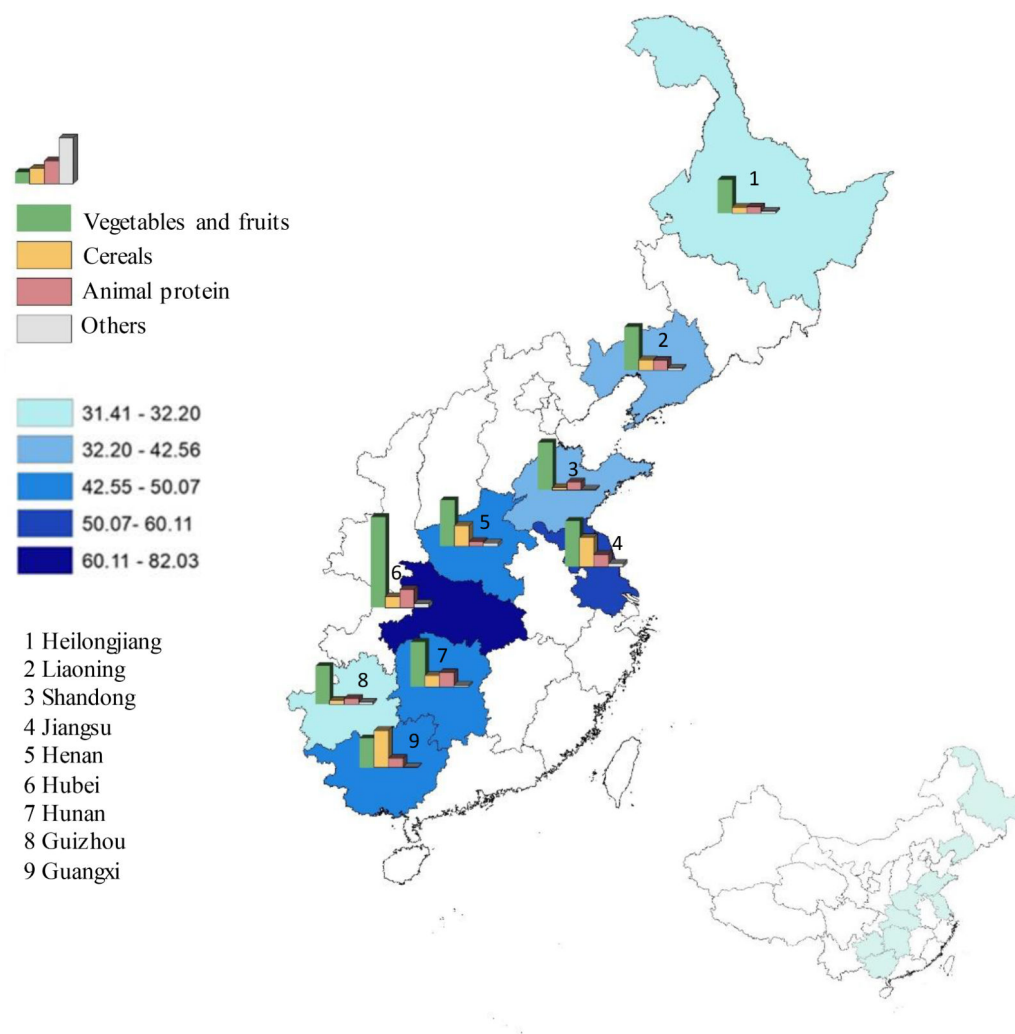 Vegetables and fruits
Cereals
Animal protein
Others
31.41 - 32.20
32.20 - 42.56
42.55 - 50.07
50.07- 60.11
60.11 - 82.03
1 Heilongjiang
2 Liaoning
3 Shandong
4 Jiangsu
5 Henan
6 Hubei
7 Hunan
8 Guizhou
9 Guangxi
1
2
3
4
5
6
7
8
9